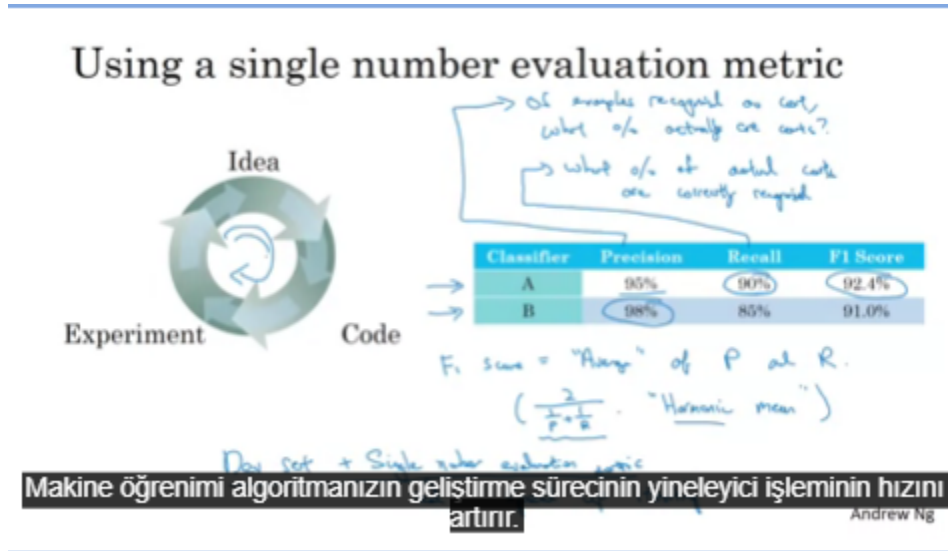 Using a single number evaluation metric
Of examples recognized as cats,
what % actually are cats?
what % of actual cats
are correctly recognized
Idea
Experiment
Code
Classifier Precision Recall F1 Score
A 95% 90% 92.4%
B 98% 85% 91.0%
F1 score = "Average" of P and R.
( 2 / (1/P + 1/R) . "Harmonic mean")
Dev set + Single number evaluation metric
Makine öğrenimi algoritmanızın geliştirme sürecinin yineleyici işleminin hızını
artırır.
Andrew Ng